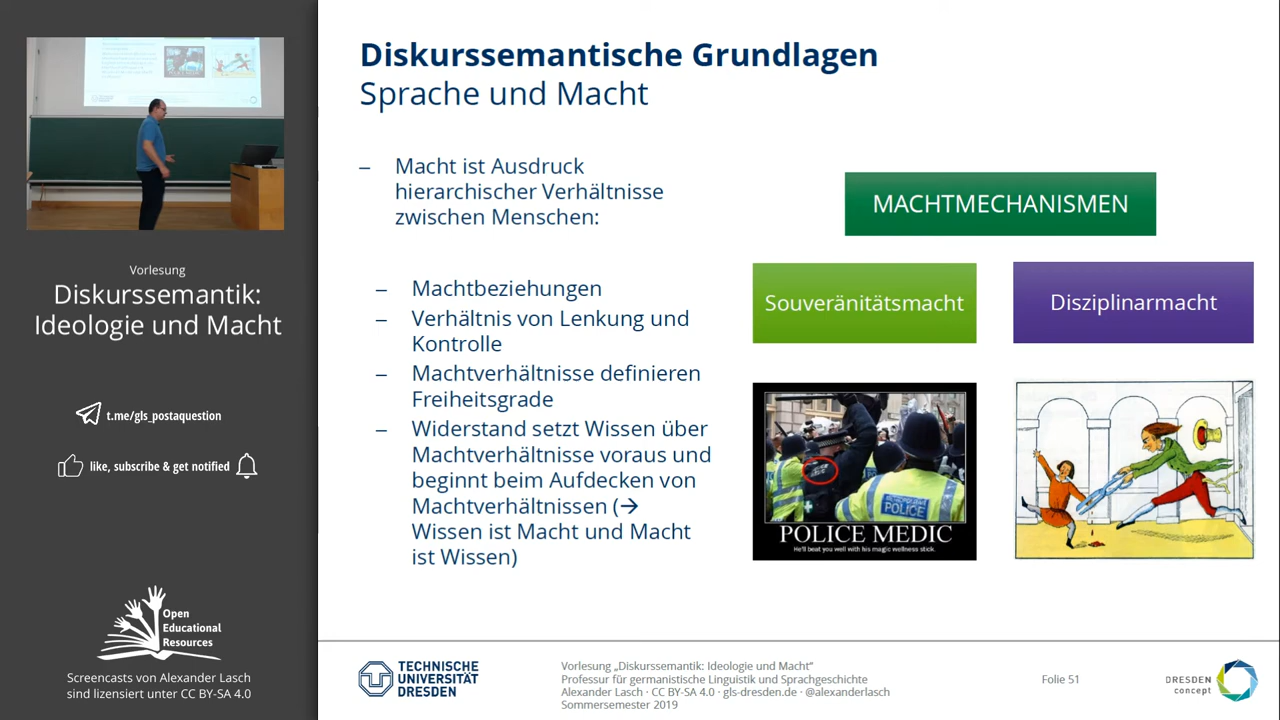 Vorlesung
Diskurssemantik:
Ideologie und Macht
t.me/gls_postaquestion
like, subscribe & get notified
Open
Educational
Resources
Screencasts von Alexander Lasch
sind lizensiert unter CC BY-SA 4.0
Diskurssemantische Grundlagen
Sprache und Macht
– Macht ist Ausdruck
hierarchischer Verhältnisse
zwischen Menschen:
– Machtbeziehungen
– Verhältnis von Lenkung und
Kontrolle
– Machtverhältnisse definieren
Freiheitsgrade
– Widerstand setzt Wissen über
Machtverhältnisse voraus und
beginnt beim Aufdecken von
Machtverhältnissen (→
Wissen ist Macht und Macht
ist Wissen)
MACHTMECHANISMEN
Souveränitätsmacht
Disziplinarmacht
METROPOLITAN
POLICE
POLICE MEDIC
He'll beat you well with his magic wellness stick.
TECHNISCHE
UNIVERSITÄT
DRESDEN
Vorlesung „Diskurssemantik: Ideologie und Macht“
Professur für germanistische Linguistik und Sprachgeschichte
Alexander Lasch · CC BY-SA 4.0 · gls-dresden.de · @alexanderlasch
Sommersemester 2019
Folie 51
DRESDEN
concept